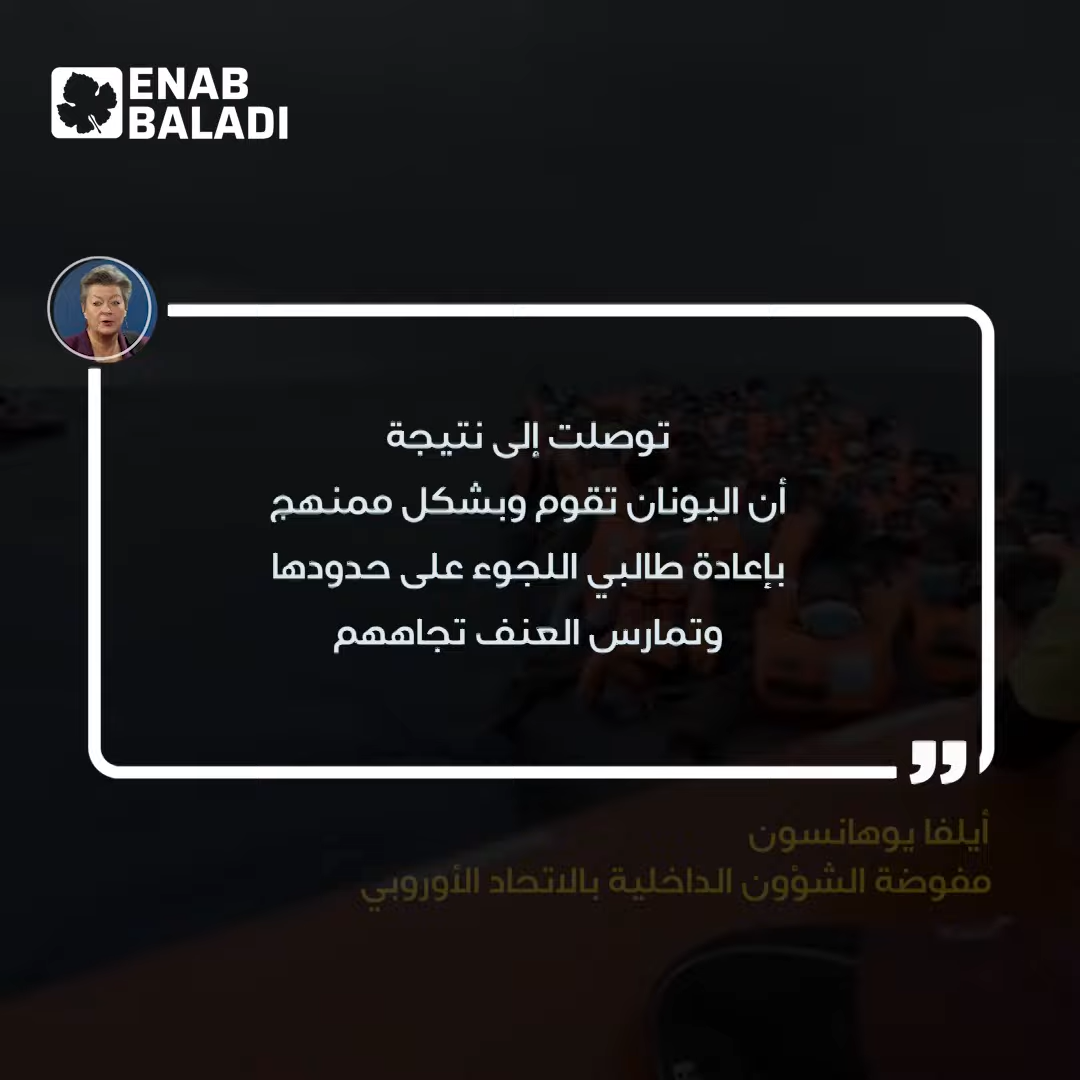 ENAB
BALADI
توصلت إلى نتيجة
أن اليونان تقوم وبشكل ممنهج
بإعادة طالبي اللجوء على حدودها
وتمارس العنف تجاههم
أيلفا يوهانسون
مفوضة الشؤون الداخلية بالاتحاد الأوروبي